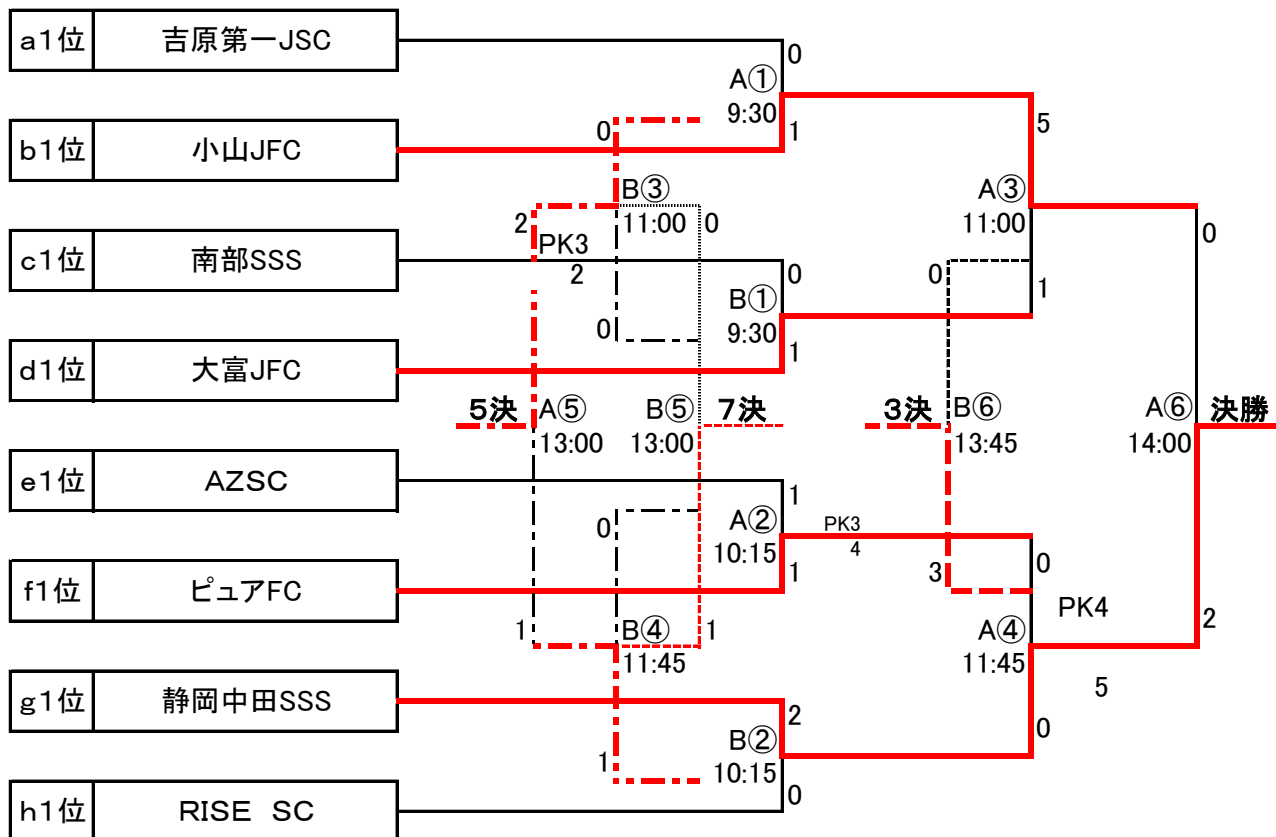 a1位 吉原第一JSC
0
A①
9:30
1
5
b1位 小山JFC
0
B③
11:00
0
A③
11:00
0
2
PK3
2
c1位 南部SSS
0
0
1
B①
9:30
0
1
d1位 大富JFC
5決
A⑤
13:00
B⑤
13:00
7決
3決
B⑥
13:45
A⑥
14:00
決勝
e1位 AZSC
1
0
A②
10:15
PK3
4
1
0
3
f1位 ピュアFC
PK4
2
1
B④
11:45
1
A④
11:45
g1位 静岡中田SSS
5
2
0
B②
10:15
1
0
h1位 RISE SC